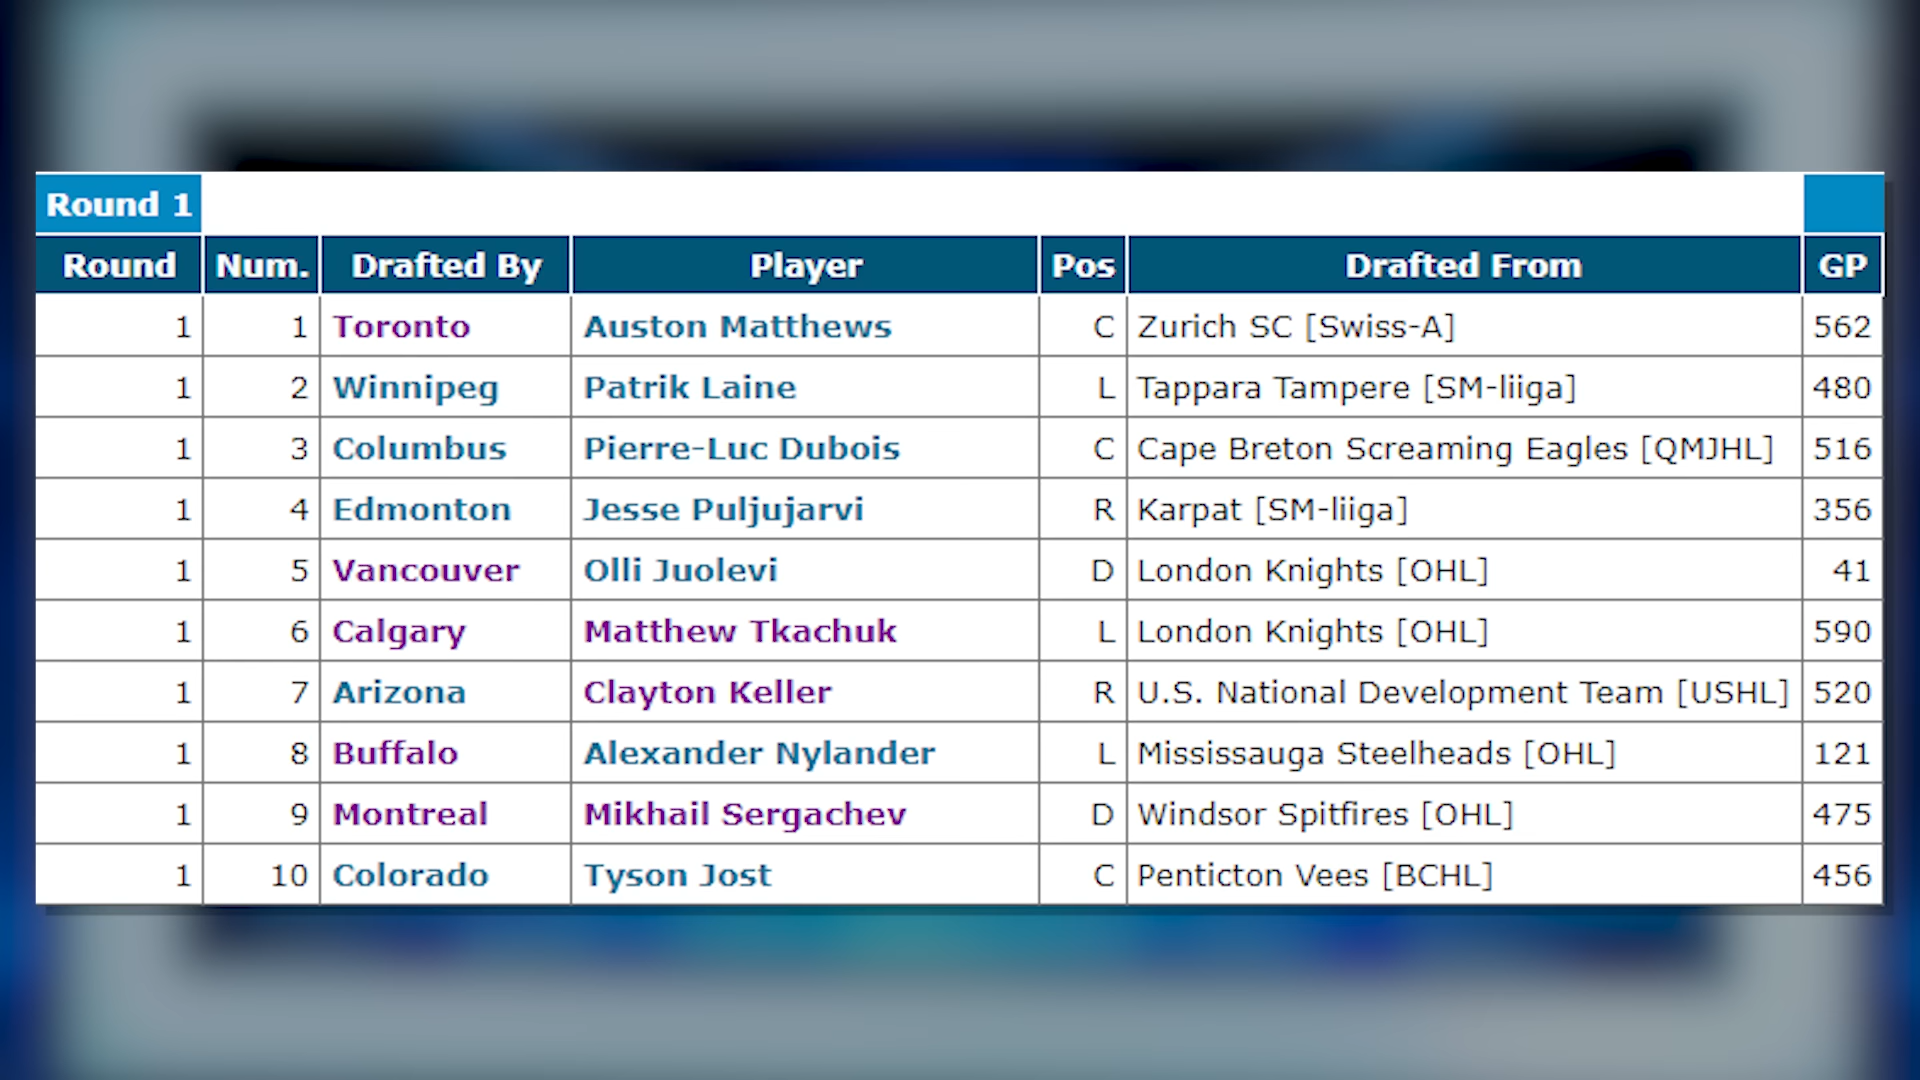 Round 1
Round Num. Drafted By Player Pos Drafted From GP
1 1 Toronto Auston Matthews C Zurich SC [Swiss-A] 562
1 2 Winnipeg Patrik Laine L Tappara Tampere [SM-liiga] 480
1 3 Columbus Pierre-Luc Dubois C Cape Breton Screaming Eagles [QMJHL] 516
1 4 Edmonton Jesse Puljujarvi R Karpat [SM-liiga] 356
1 5 Vancouver Olli Juolevi D London Knights [OHL] 41
1 6 Calgary Matthew Tkachuk L London Knights [OHL] 590
1 7 Arizona Clayton Keller R U.S. National Development Team [USHL] 520
1 8 Buffalo Alexander Nylander L Mississauga Steelheads [OHL] 121
1 9 Montreal Mikhail Sergachev D Windsor Spitfires [OHL] 475
1 10 Colorado Tyson Jost C Penticton Vees [BCHL] 456